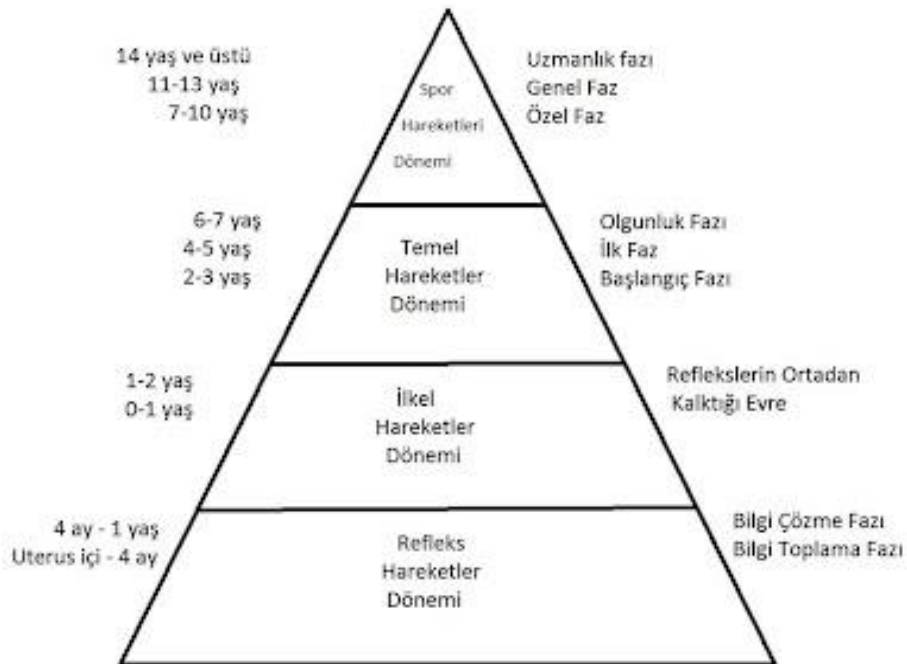 14 yaş ve üstü
11-13 yaş
7-10 yaş
Spor
Hareketleri
Dönemi
Uzmanlık fazı
Genel Faz
Özel Faz
6-7 yaş
4-5 yaş
2-3 yaş
Temel
Hareketler
Dönemi
Olgunluk Fazı
İlk Faz
Başlangıç Fazı
1-2 yaş
0-1 yaş
İlkel
Hareketler
Dönemi
Reflekslerin Ortadan
Kalktığı Evre
4 ay - 1 yaş
Uterus içi - 4 ay
Refleks
Hareketler
Dönemi
Bilgi Çözme Fazı
Bilgi Toplama Fazı